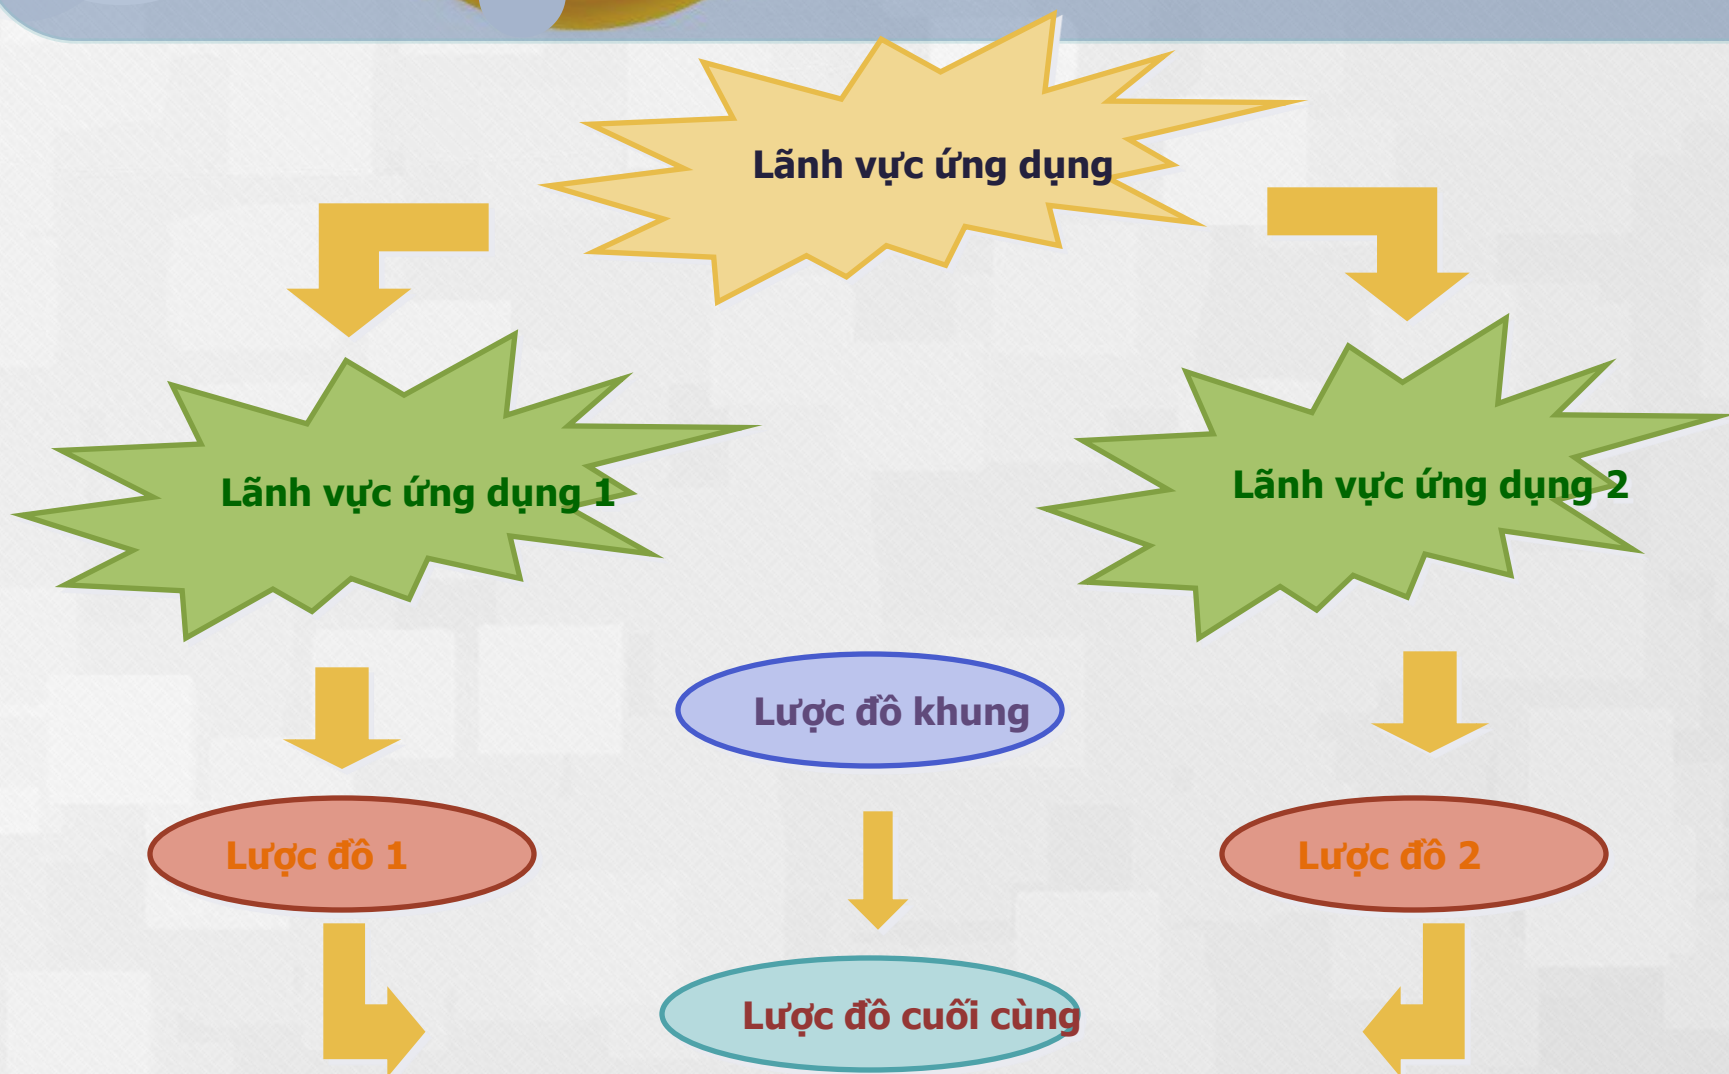 Lãnh vực ứng dụng
Lãnh vực ứng dụng 1
Lãnh vực ứng dụng 2
Lược đồ khung
Lược đồ 1
Lược đồ 2
Lược đồ cuối cùng